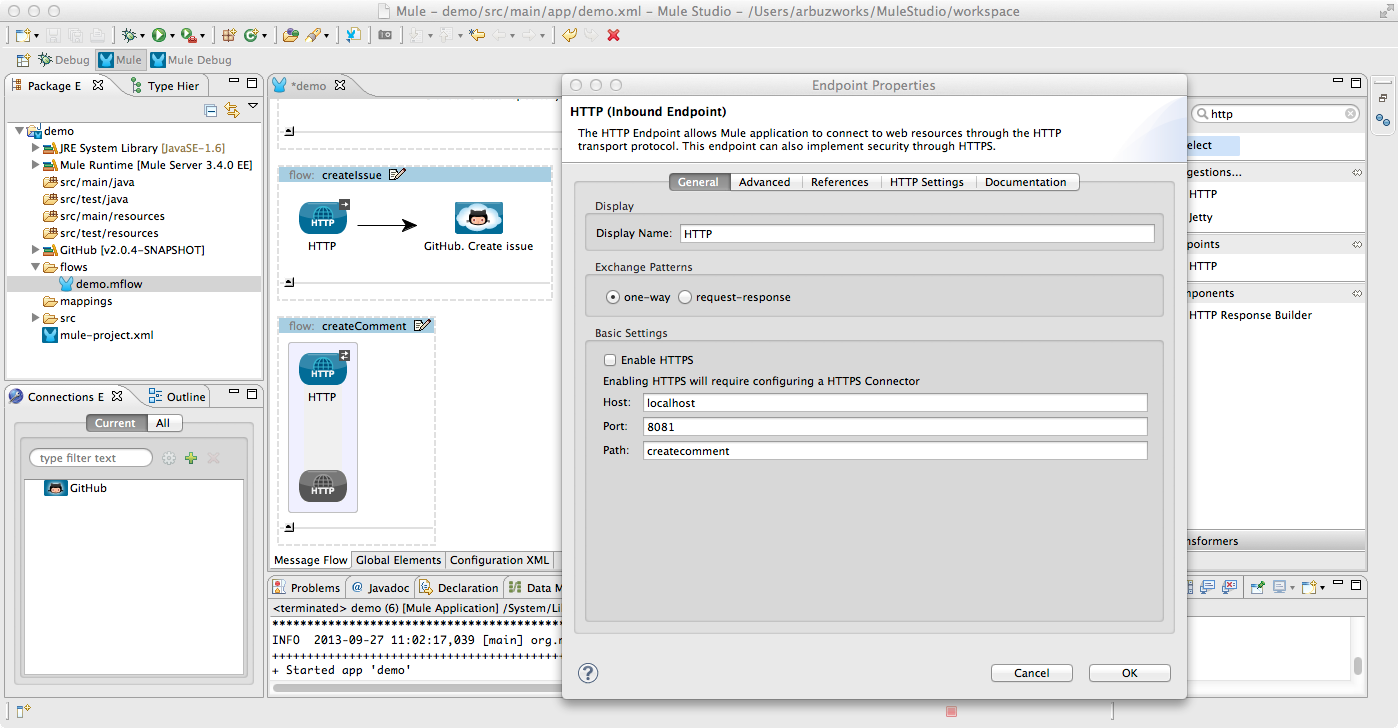 Mule – demo/src/main/app/demo.xml – Mule Studio – /Users/arbuzworks/MuleStudio/workspace
Debug Mule Mule Debug
Package E Type Hier
demo
JRE System Library [JavaSE-1.6]
Mule Runtime [Mule Server 3.4.0 EE]
src/main/java
src/test/java
src/main/resources
src/test/resources
GitHub [v2.0.4-SNAPSHOT]
flows
demo.mflow
mappings
src
mule-project.xml
Connections E Outline
Current All
type filter text
GitHub
*demo
flow: createIssue
HTTP
HTTP GitHub. Create issue
flow: createComment
HTTP
HTTP
HTTP
Message Flow Global Elements Configuration XML
Problems @ Javadoc Declaration Data M
<terminated> demo (6) [Mule Application] /System/Li
INFO 2013-09-27 11:02:17,039 [main] org.
+ Started app 'demo'
Endpoint Properties
HTTP (Inbound Endpoint)
The HTTP Endpoint allows Mule application to connect to web resources through the HTTP
transport protocol. This endpoint can also implement security through HTTPS.
General Advanced References HTTP Settings Documentation
Display
Display Name: HTTP
Exchange Patterns
one-way request-response
Basic Settings
Enable HTTPS
Enabling HTTPS will require configuring a HTTPS Connector
Host: localhost
Port: 8081
Path: createcomment
? Cancel OK
http
elect
gestions...
HTTP
Jetty
points
HTTP
nponents
HTTP Response Builder
nsformers